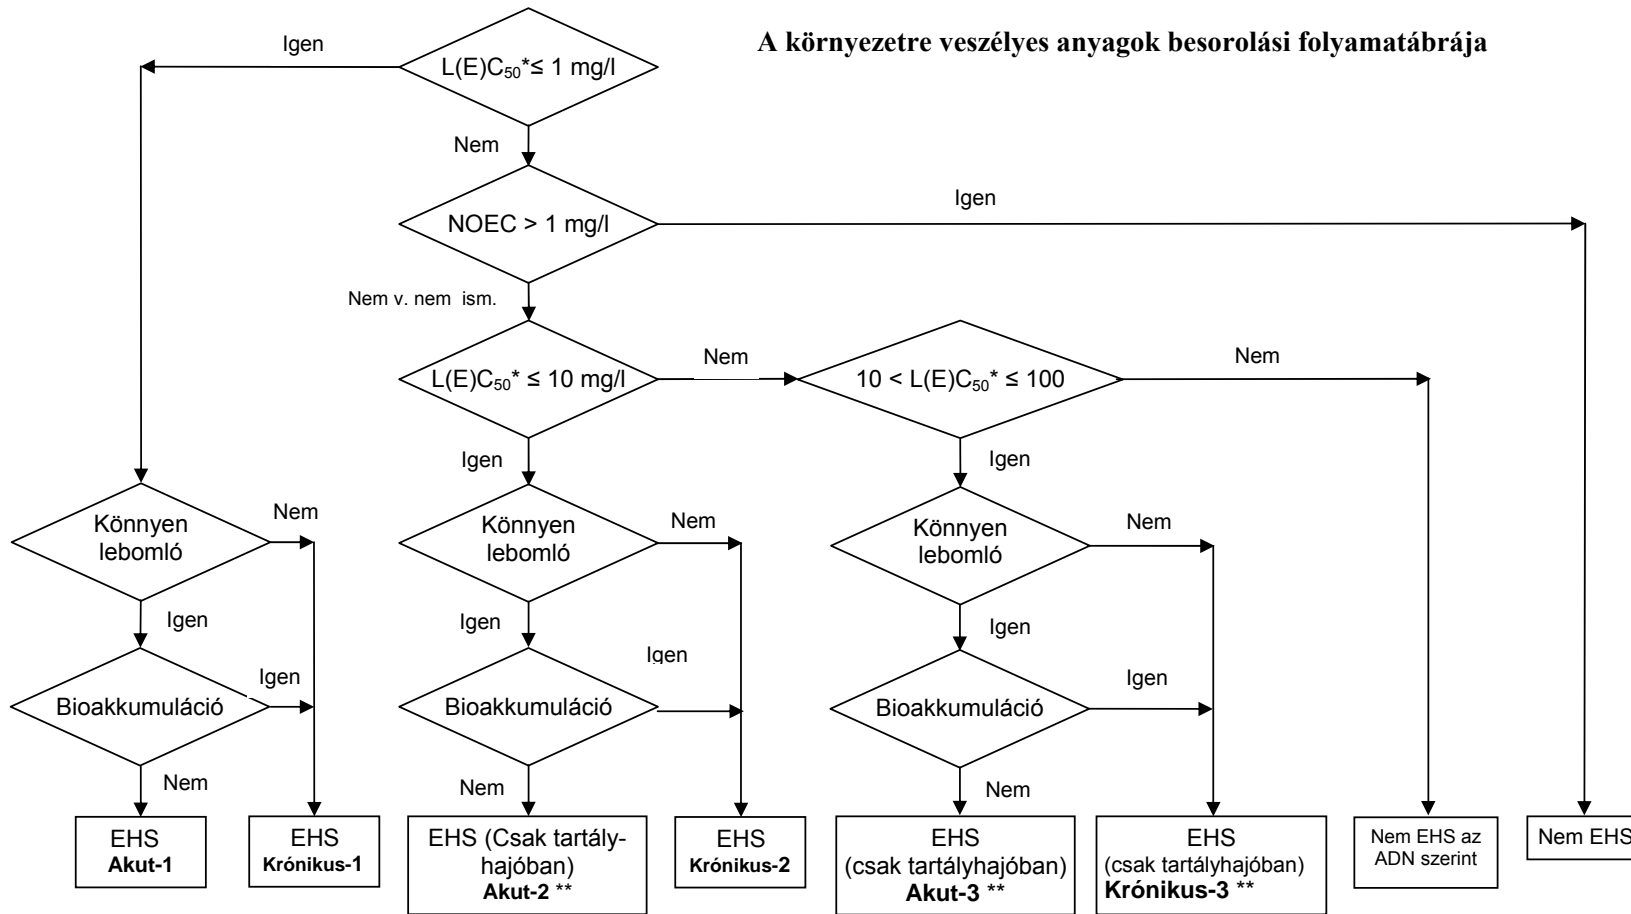 A környezetre veszélyes anyagok besorolási folyamatábrája
Igen
L(E)C₅₀*≤ 1 mg/l
Nem
Igen
NOEC > 1 mg/l
Nem v. nem ism.
L(E)C₅₀* ≤ 10 mg/l
Nem
10 < L(E)C₅₀* ≤ 100
Nem
Igen
Igen
Könnyen
lebomló
Nem
Könnyen
lebomló
Nem
Könnyen
lebomló
Nem
Igen
Igen
Igen
Bioakkumuláció
Igen
Bioakkumuláció
Igen
Bioakkumuláció
Igen
Nem
Nem
Nem
EHS
Akut-1
EHS
Krónikus-1
EHS (Csak tartály-
hajóban)
Akut-2 **
EHS
Krónikus-2
EHS
(csak tartályhajóban)
Akut-3 **
EHS
(csak tartályhajóban)
Krónikus-3 **
Nem EHS az
ADN szerint
Nem EHS